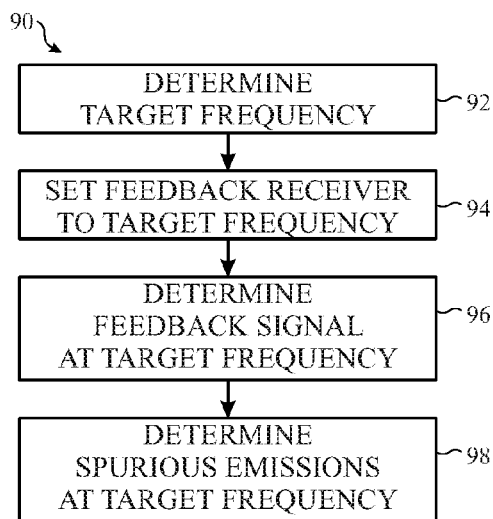 90
DETERMINE
TARGET FREQUENCY
92
SET FEEDBACK RECEIVER
TO TARGET FREQUENCY
94
DETERMINE
FEEDBACK SIGNAL
AT TARGET FREQUENCY
96
DETERMINE
SPURIOUS EMISSIONS
AT TARGET FREQUENCY
98